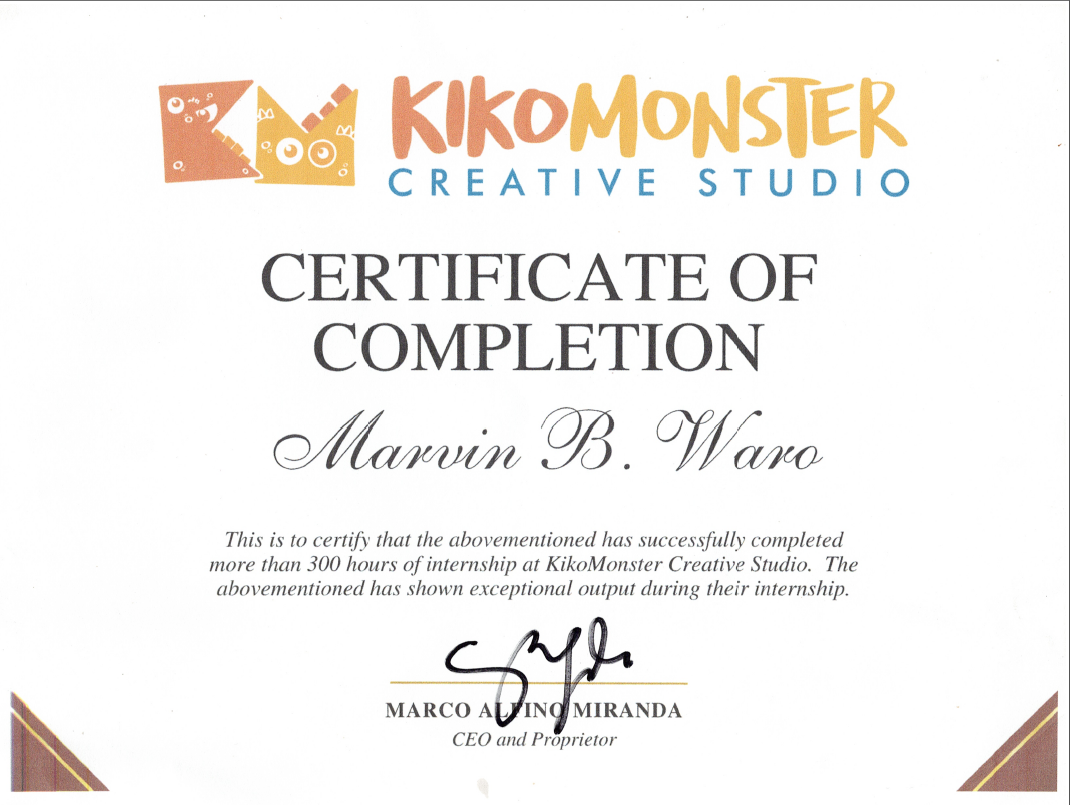 KIKOMONSTER
CREATIVE STUDIO
CERTIFICATE OF
COMPLETION
Marvin B. Waro
This is to certify that the abovementioned has successfully completed
more than 300 hours of internship at KikoMonster Creative Studio. The
abovementioned has shown exceptional output during their internship.
MARCO ALFINO MIRANDA
CEO and Proprietor